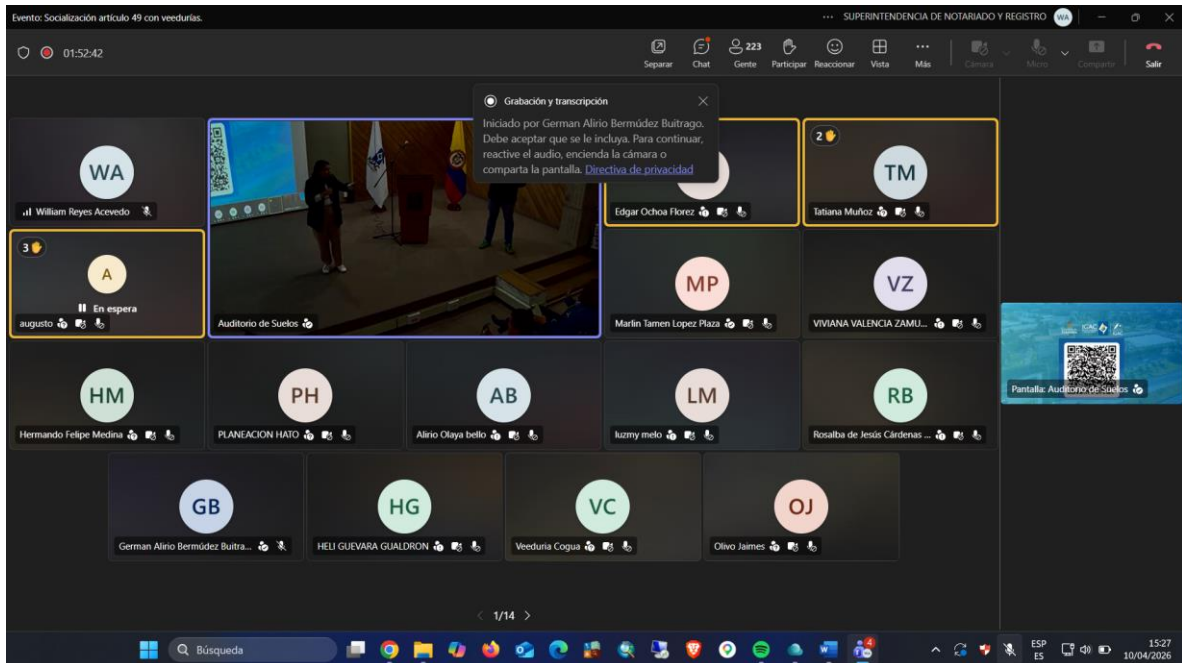 Evento: Socialización artículo 49 con veedurías.
SUPERINTENDENCIA DE NOTARIADO Y REGISTRO
WA
01:52:42
Separar
Chat
223
Gente
Participar
Reaccionar
Vista
Más
Cámara
Micro
Compartir
Salir
Grabación y transcripción
Iniciado por German Alirio Bermúdez Buitrago.
Debe aceptar que se le incluya. Para continuar,
reactive el audio, encienda la cámara o
comparta la pantalla. Directiva de privacidad
WA
William Reyes Acevedo
Edgar Ochoa Florez
2
TM
Tatiana Muñoz
3
A
En espera
augusto
Auditorio de Suelos
MP
Marlin Tamen Lopez Plaza
VZ
VIVIANA VALENCIA ZAMU...
IGAC
Pantalla: Auditorio de Suelos
HM
Hermando Felipe Medina
PH
PLANEACION HATO
AB
Alirio Olaya bello
LM
luzmy melo
RB
Rosalba de Jesús Cárdenas ...
GB
German Alirio Bermúdez Buitra...
HG
HELI GUEVARA GUALDRON
VC
Veeduria Cogua
OJ
Olivo Jaimes
1/14
Búsqueda
4
ESP
ES
15:27
10/04/2026